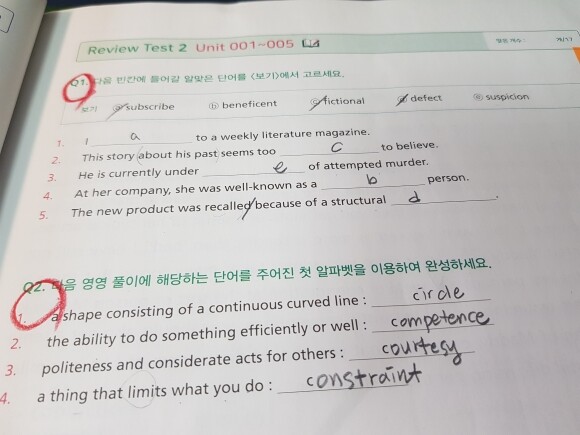 Review Test 2 Unit 001~005
맞은 개수 : 개/17
Q1. 다음 빈칸에 들어갈 알맞은 단어를 <보기>에서 고르세요.
보기 ⓐ subscribe ⓑ beneficent ⓒ fictional ⓓ defect ⓔ suspicion
1. I a to a weekly literature magazine.
2. This story about his past seems too c to believe.
3. He is currently under e of attempted murder.
4. At her company, she was well-known as a b person.
5. The new product was recalled because of a structural d.
Q2. 다음 영영 풀이에 해당하는 단어를 주어진 첫 알파벳을 이용하여 완성하세요.
1. a shape consisting of a continuous curved line : circle
2. the ability to do something efficiently or well : competence
3. politeness and considerate acts for others : courtesy
4. a thing that limits what you do : constraint